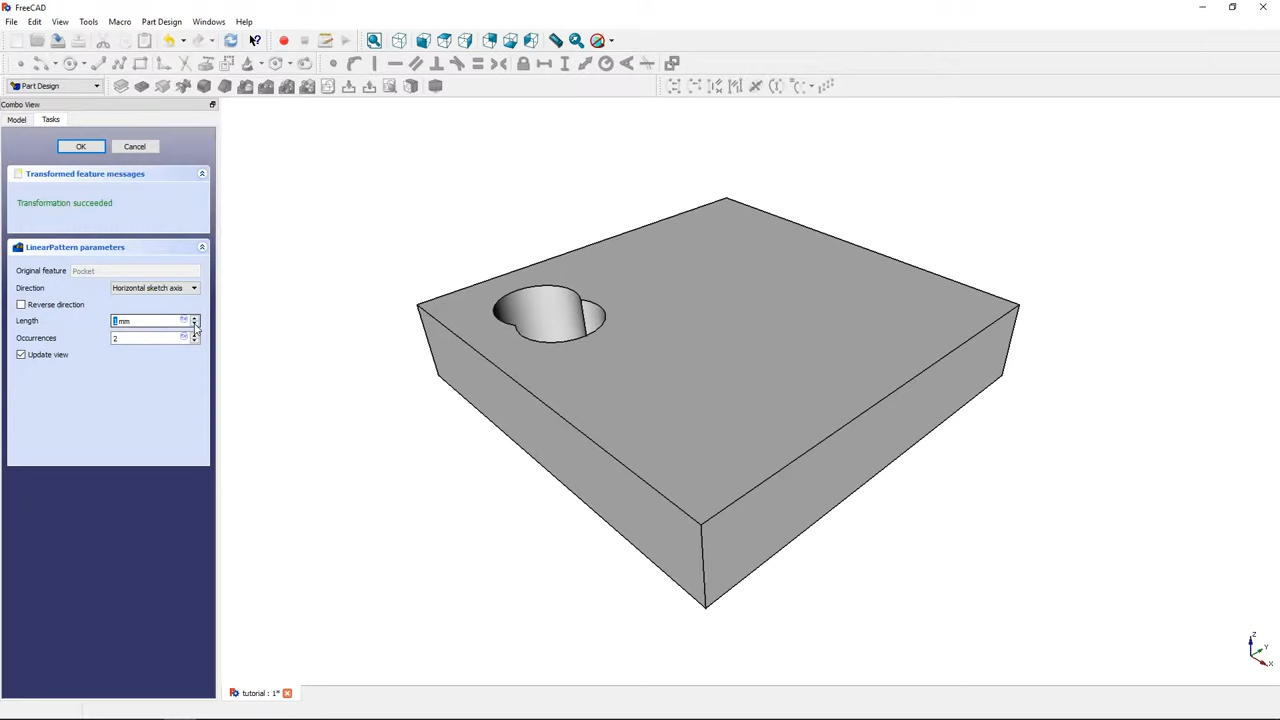 FreeCAD
File Edit View Tools Macro Part Design Windows Help
Part Design
Combo View
Model Tasks
OK Cancel
Transformed feature messages
Transformation succeeded
LinearPattern parameters
Original feature Pocket
Direction Horizontal sketch axis
Reverse direction
Length 1 mm
Occurrences 2
Update view
Z
Y
X
tutorial : 1*